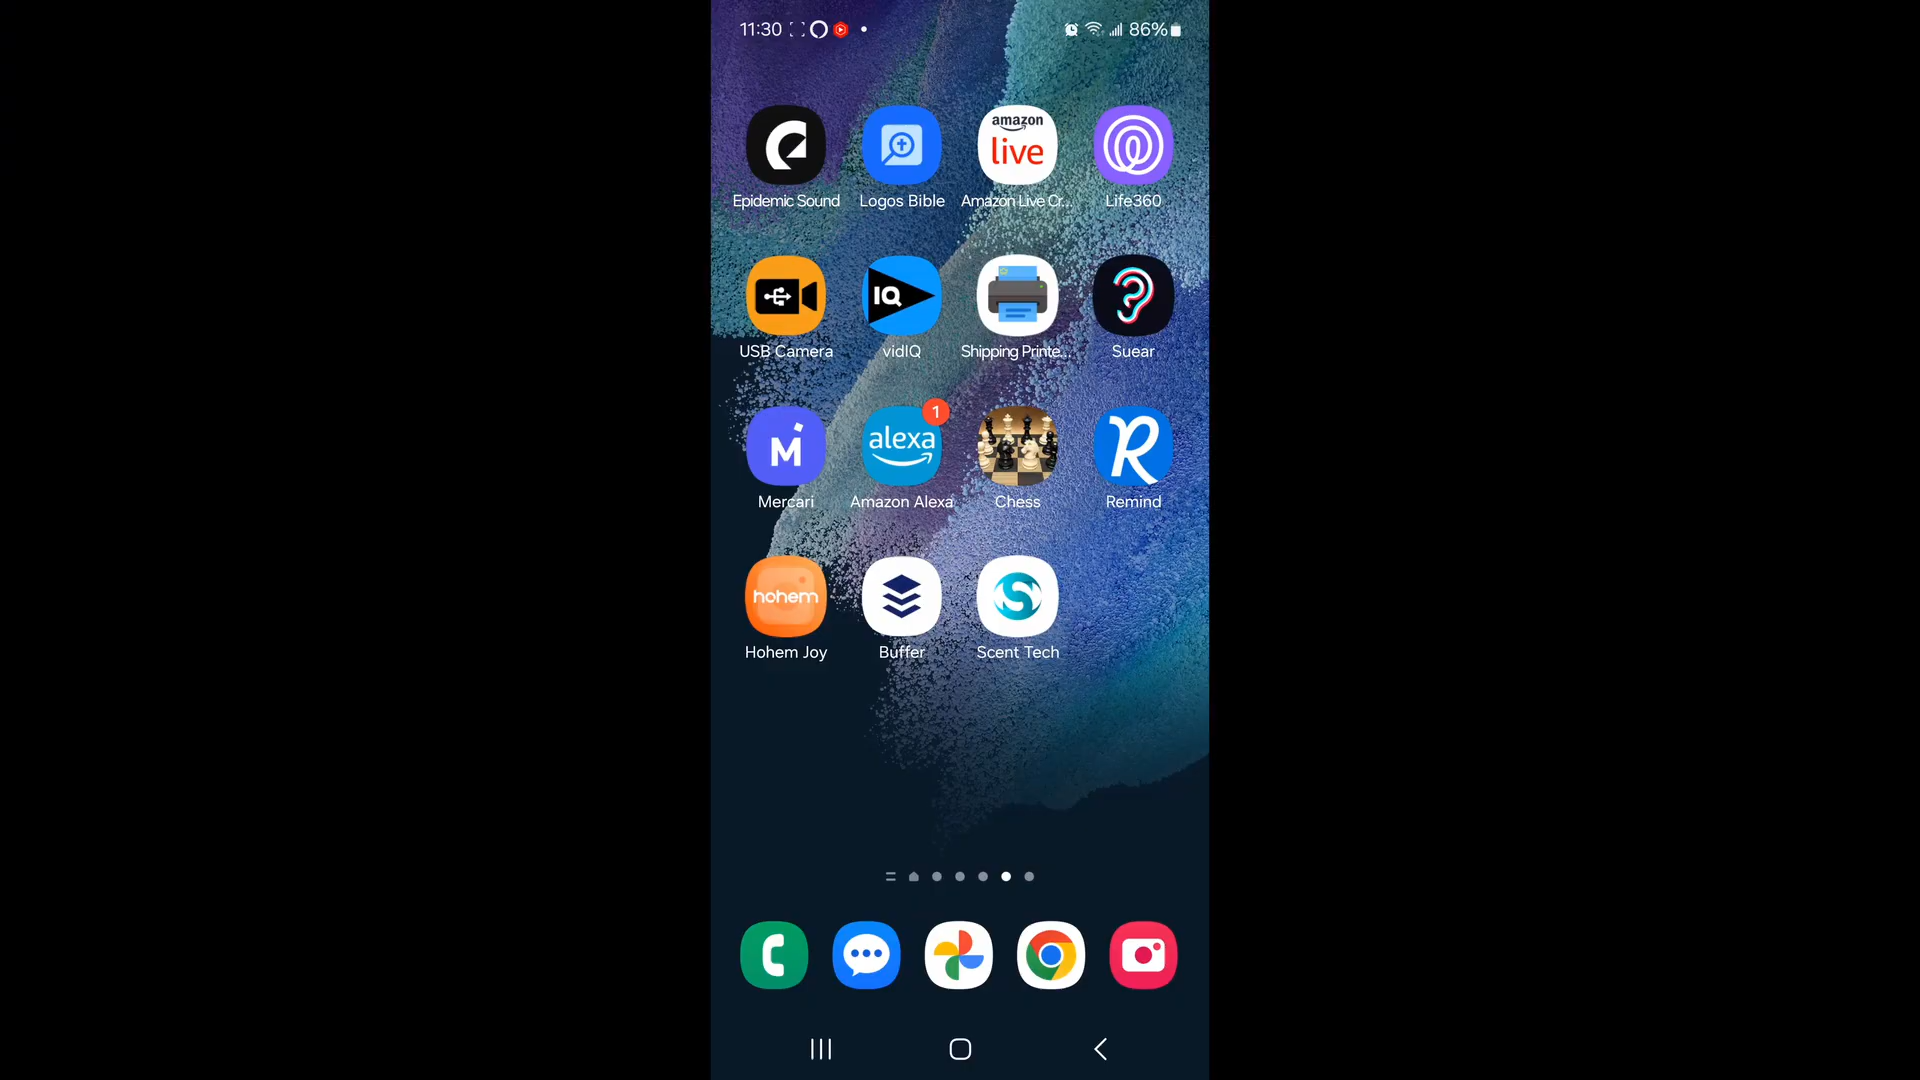 11:30 86%
amazon
live
Epidemic Sound Logos Bible Amazon Live Cr... Life360
IQ
USB Camera vidIQ Shipping Printe... Suear
1
M alexa R
Mercari Amazon Alexa Chess Remind
hohem S
Hohem Joy Buffer Scent Tech